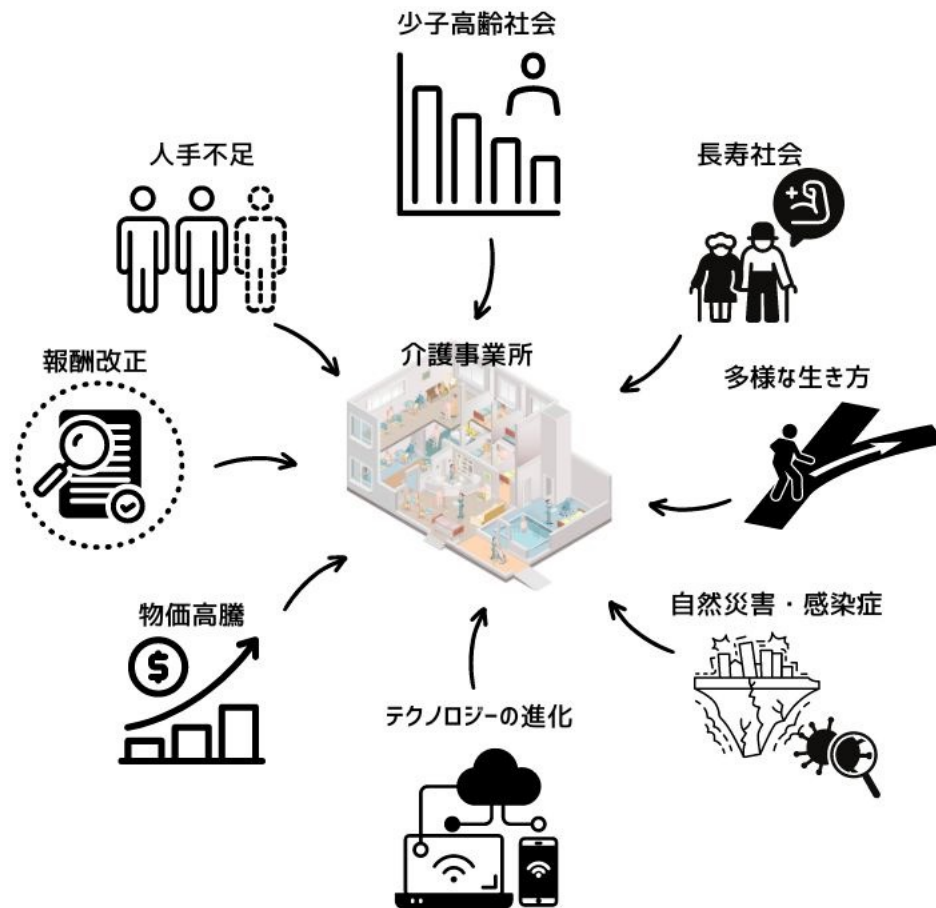 少子高齢社会
人手不足
長寿社会
報酬改正
介護事業所
多様な生き方
物価高騰
自然災害・感染症
テクノロジーの進化
$